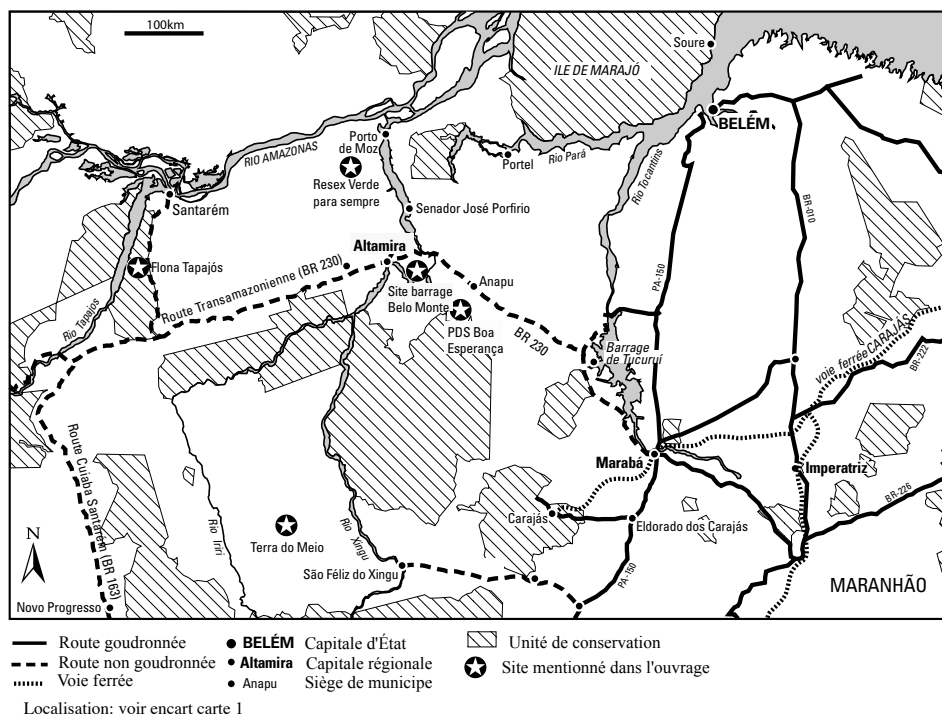 100km
Soure
ILE DE MARAJÓ
BELÉM
Porto
de Moz
RIO AMAZONAS
Portel
Rio Pará
Rio Tocantins
Resex Verde
para sempre
Santarém
Senador José Porfirio
BR-010
Altamira
Flona Tapajós
Route Transamazonienne (BR 230)
Site barrage
Belo Monte
Anapu
PA-150
Rio Tapajos
PDS Boa
Esperança
BR 230
Barrage
de Tucuruí
voie ferrée CARAJÁS
BR-222
Route Cuiaba Santarém (BR 163)
Marabá
Imperatriz
BR-226
Carajás
Eldorado dos Carajás
Rio Iriri
Rio Xingu
Terra do Meio
N
São Féliz do Xingu
PA-150
MARANHÃO
Novo Progresso
Route goudronnée
BELÉM Capitale d'État
Unité de conservation
Route non goudronnée
Altamira Capitale régionale
Site mentionné dans l'ouvrage
Voie ferrée
Anapu Siège de municipe
Localisation: voir encart carte 1